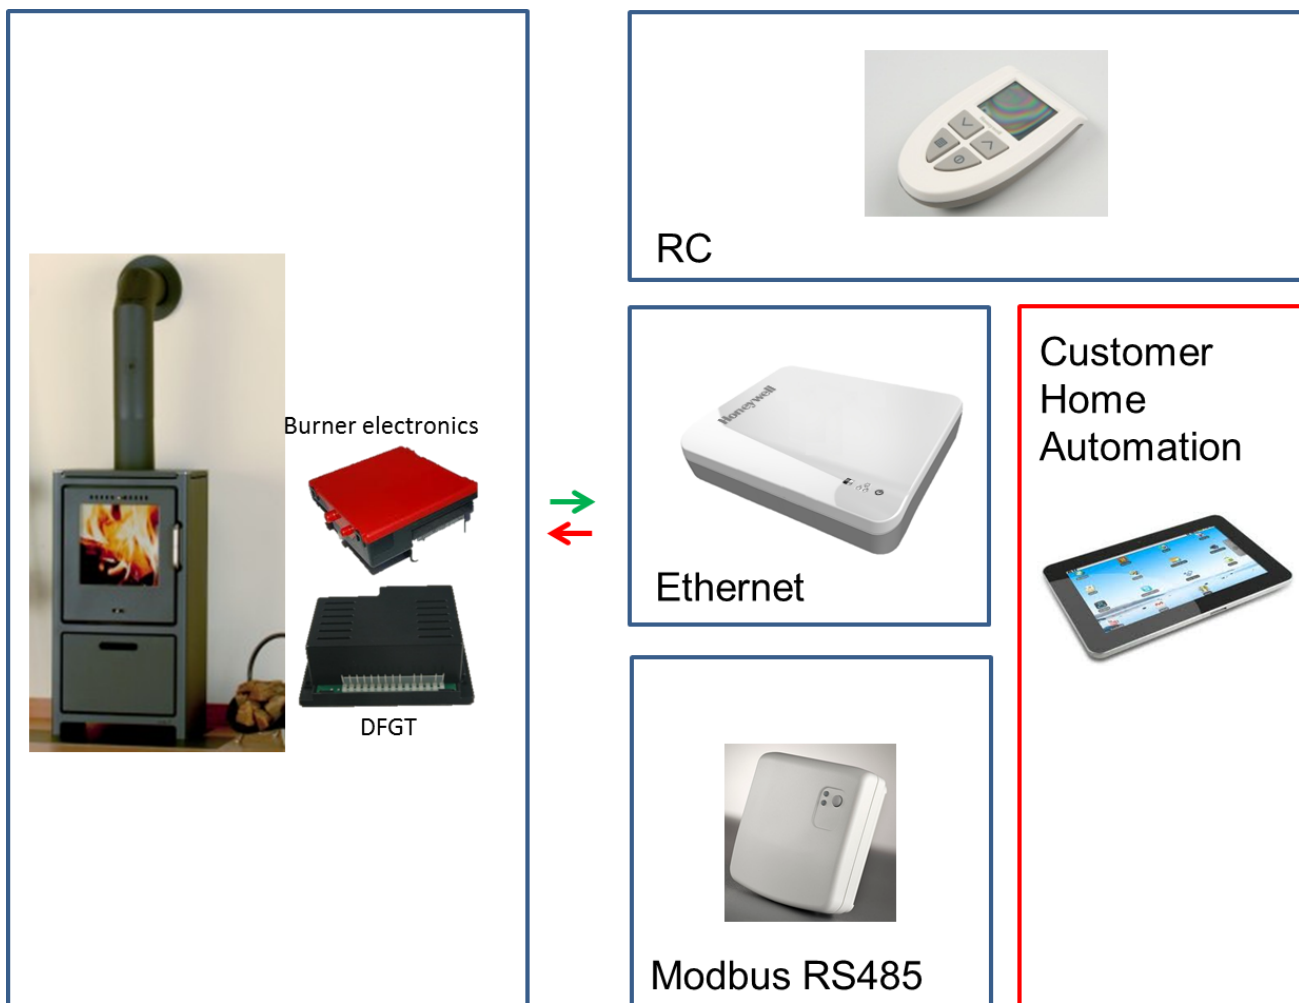 RC
Burner electronics
DFGT
Honeywell
Ethernet
Customer
Home
Automation
Modbus RS485